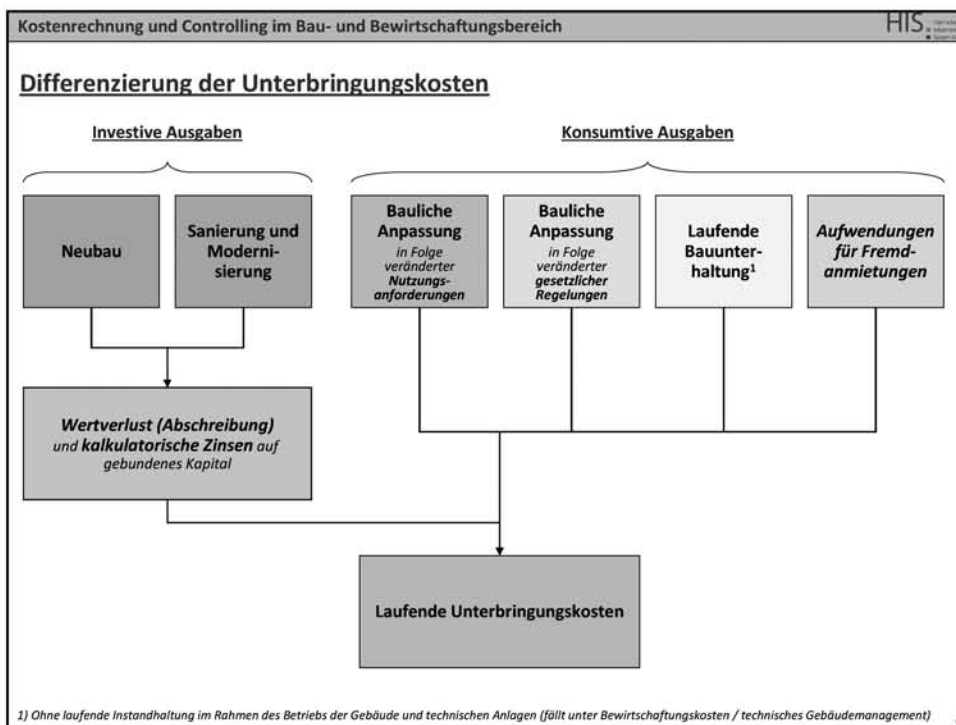 Kostenrechnung und Controlling im Bau- und Bewirtschaftungsbereich
HIS
Differenzierung der Unterbringungskosten
Investive Ausgaben
Konsumtive Ausgaben
Neubau
Sanierung und
Moderni-
sierung
Bauliche
Anpassung
in Folge
veränderter
Nutzungs-
anforderungen
Bauliche
Anpassung
in Folge
veränderter
gesetzlicher
Regelungen
Laufende
Bauunter-
haltung¹
Aufwendungen
für Fremd-
anmietungen
Wertverlust (Abschreibung)
und kalkulatorische Zinsen auf
gebundenes Kapital
Laufende Unterbringungskosten
1) Ohne laufende Instandhaltung im Rahmen des Betriebs der Gebäude und technischen Anlagen (fällt unter Bewirtschaftungskosten / technisches Gebäudemanagement)